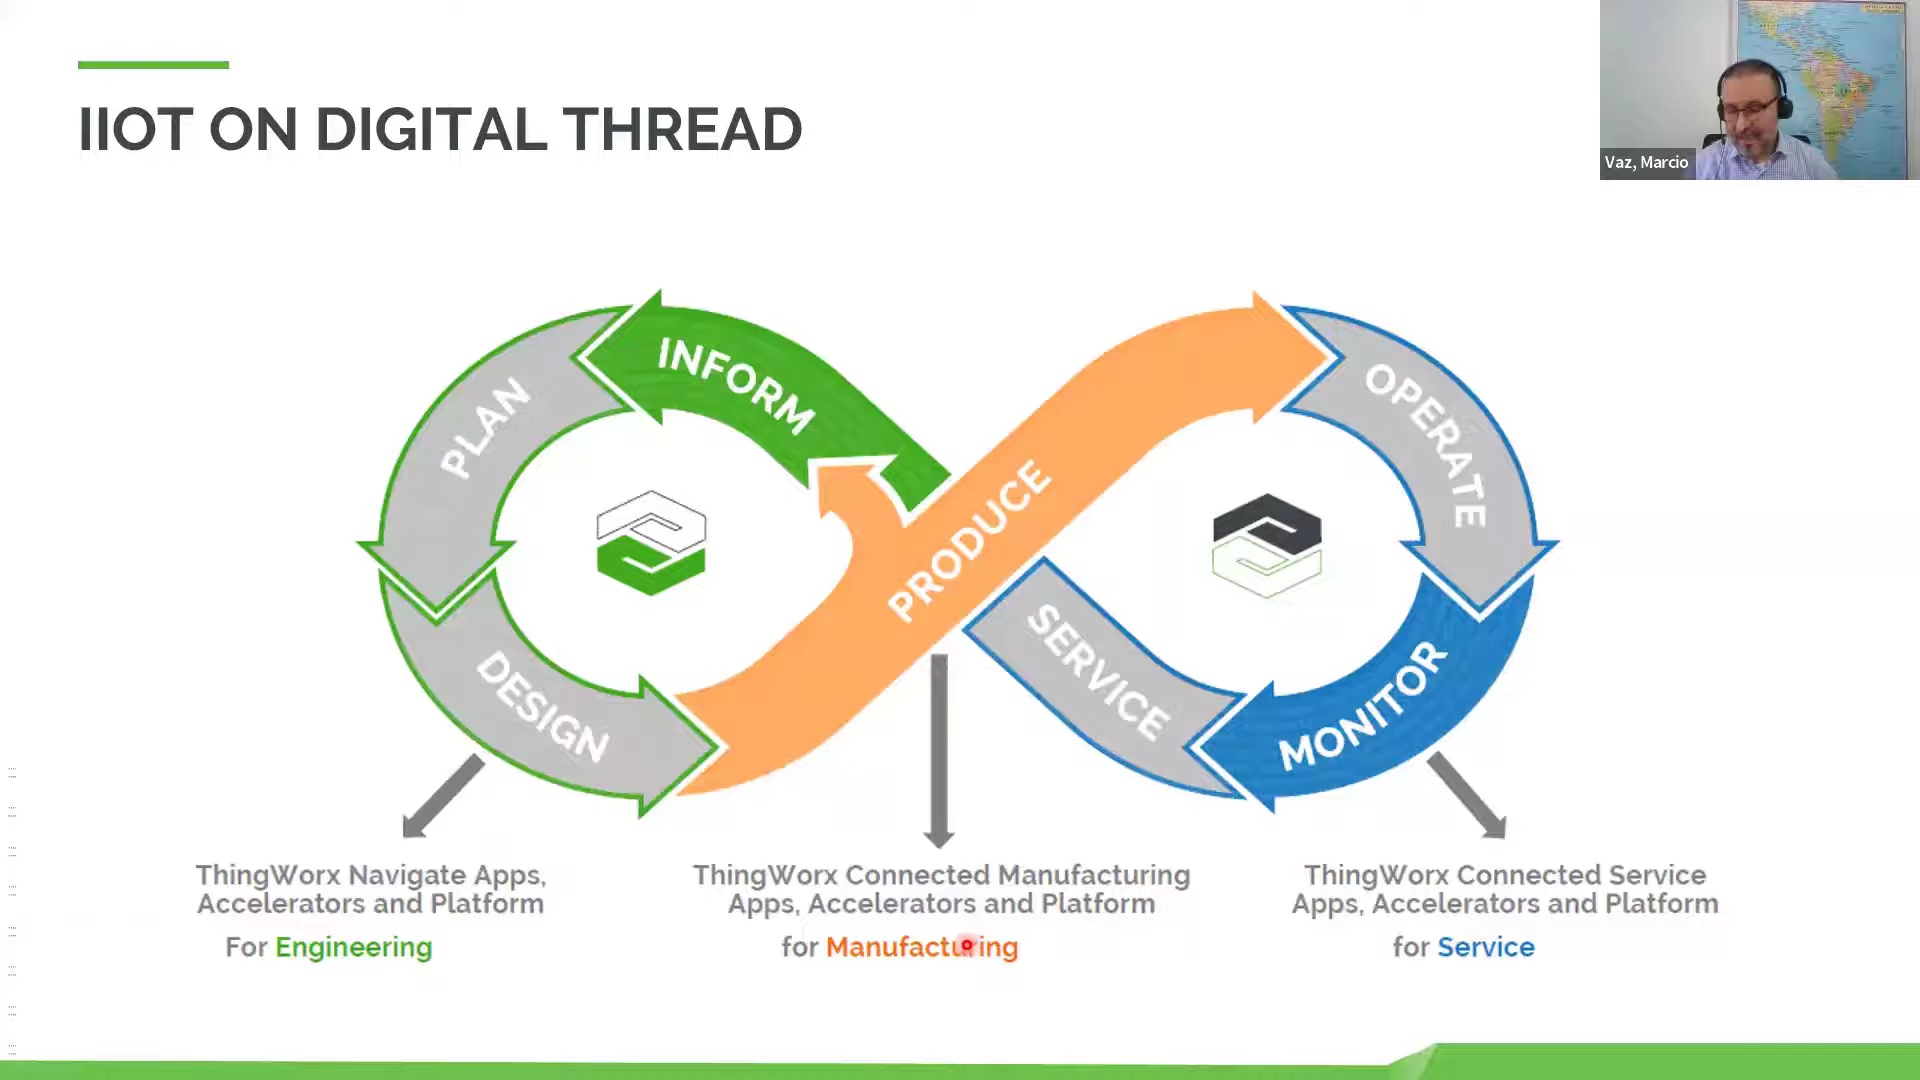 IIOT ON DIGITAL THREAD
Vaz, Marcio
INFORM
PLAN
DESIGN
PRODUCE
OPERATE
MONITOR
SERVICE
ThingWorx Navigate Apps,
Accelerators and Platform
For Engineering
ThingWorx Connected Manufacturing
Apps, Accelerators and Platform
for Manufacturing
ThingWorx Connected Service
Apps, Accelerators and Platform
for Service